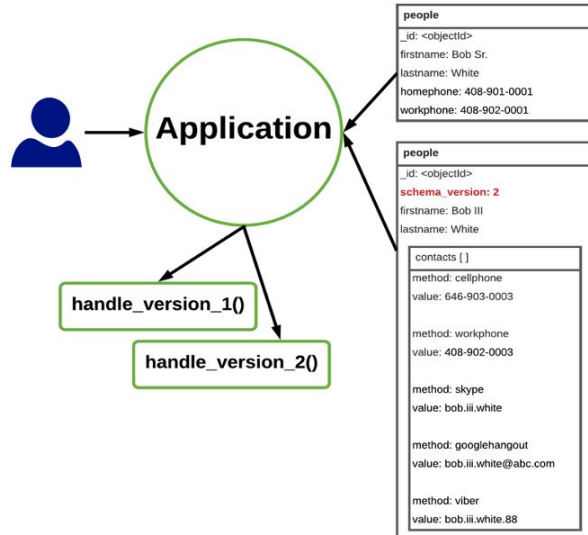 Application
handle_version_1()
handle_version_2()
people
_id: <objectId>
firstname: Bob Sr.
lastname: White
homephone: 408-901-0001
workphone: 408-902-0001
people
_id: <objectId>
schema_version: 2
firstname: Bob III
lastname: White
contacts [ ]
method: cellphone
value: 646-903-0003
method: workphone
value: 408-902-0003
method: skype
value: bob.iii.white
method: googlehangout
value: bob.iii.white@abc.com
method: viber
value: bob.iii.white.88